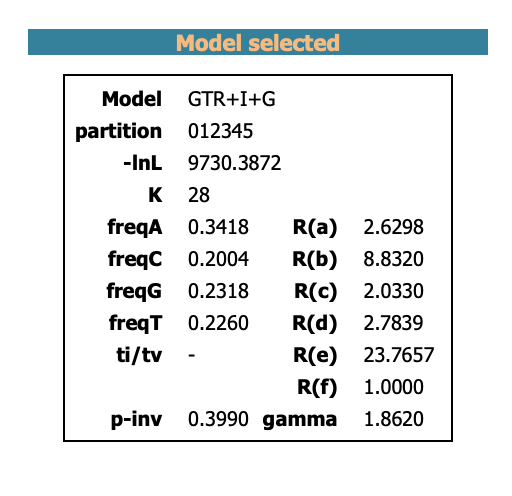 Model selected
Model GTR+I+G
partition 012345
-lnL 9730.3872
K 28
freqA 0.3418 R(a) 2.6298
freqC 0.2004 R(b) 8.8320
freqG 0.2318 R(c) 2.0330
freqT 0.2260 R(d) 2.7839
ti/tv - R(e) 23.7657
R(f) 1.0000
p-inv 0.3990 gamma 1.8620